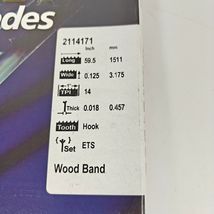 des
2114171
Inch mm
Long 59.5 1511
Wide 0.125 3.175
TPI 14
Thick 0.018 0.457
Tooth Hook
Set ETS
Wood Band